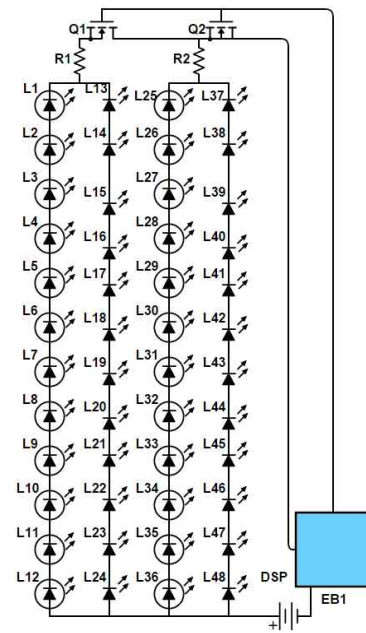 Q1 Q2
R1 R2
L1 L13 L25 L37
L2 L14 L26 L38
L3 L27
L15 L39
L4 L28
L16 L40
L5 L17 L29 L41
L6 L18 L30 L42
L7 L19 L31 L43
L8 L20 L32 L44
L9 L21 L33 L45
L10 L22 L34 L46
L11 L23 L35 L47
L12 L24 L36 L48
DSP
EB1
+